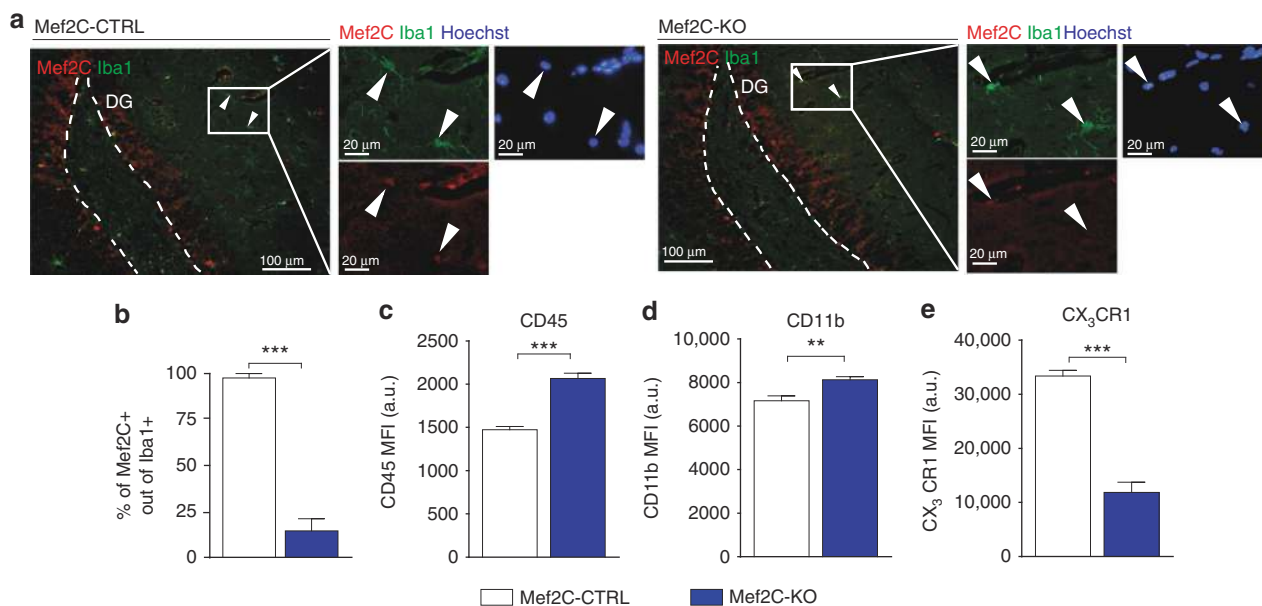 a
Mef2C-CTRL
Mef2C Iba1
DG
100 µm
Mef2C Iba1 Hoechst
20 µm
20 µm
20 µm
Mef2C-KO
Mef2C Iba1
DG
100 µm
Mef2C Iba1Hoechst
20 µm
20 µm
20 µm
b
% of Mef2C+
out of Iba1+
100
75
50
25
0
***
c
CD45
CD45 MFI (a.u.)
2500
2000
1500
1000
500
0
***
d
CD11b
CD11b MFI (a.u.)
10,000
8000
6000
4000
2000
0
**
e
CX3CR1
CX3 CR1 MFI (a.u.)
40,000
30,000
20,000
10,000
0
***
Mef2C-CTRL
Mef2C-KO